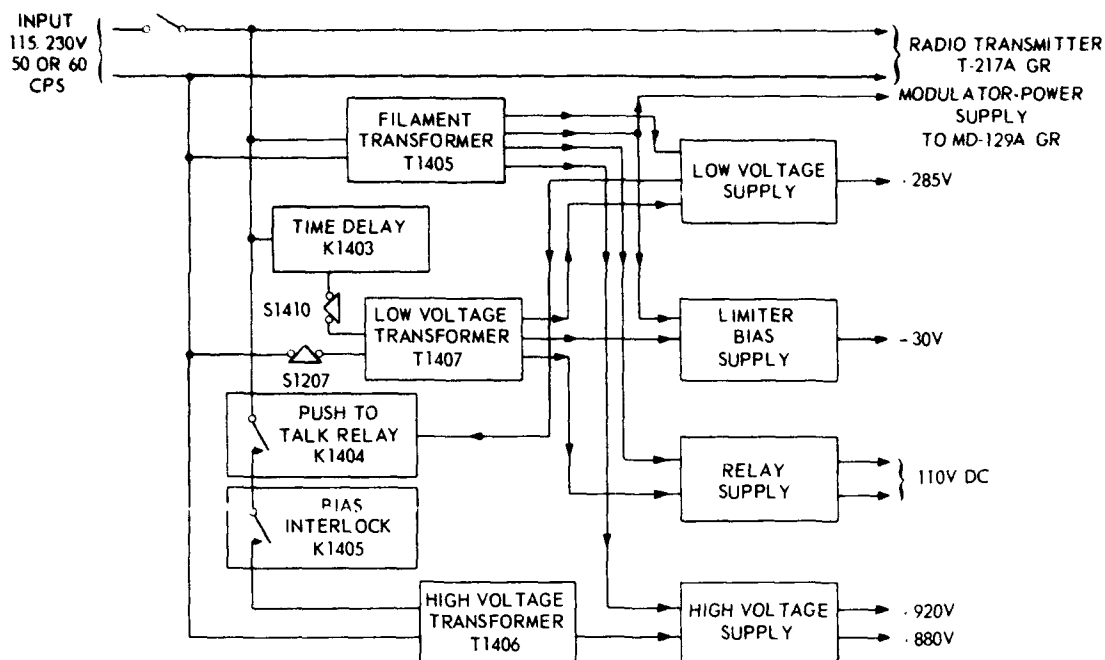 INPUT
115. 230V
50 OR 60
CPS
RADIO TRANSMITTER
T-217A GR
MODULATOR-POWER
SUPPLY
TO MD-129A GR
FILAMENT
TRANSFORMER
T1405
LOW VOLTAGE
SUPPLY
. 285V
TIME DELAY
K1403
S1410
LOW VOLTAGE
TRANSFORMER
T1407
S1207
LIMITER
BIAS
SUPPLY
-30V
PUSH TO
TALK RELAY
K1404
RELAY
SUPPLY
110V DC
BIAS
INTERLOCK
K1405
HIGH VOLTAGE
TRANSFORMER
T1406
HIGH VOLTAGE
SUPPLY
. 920V
. 880V